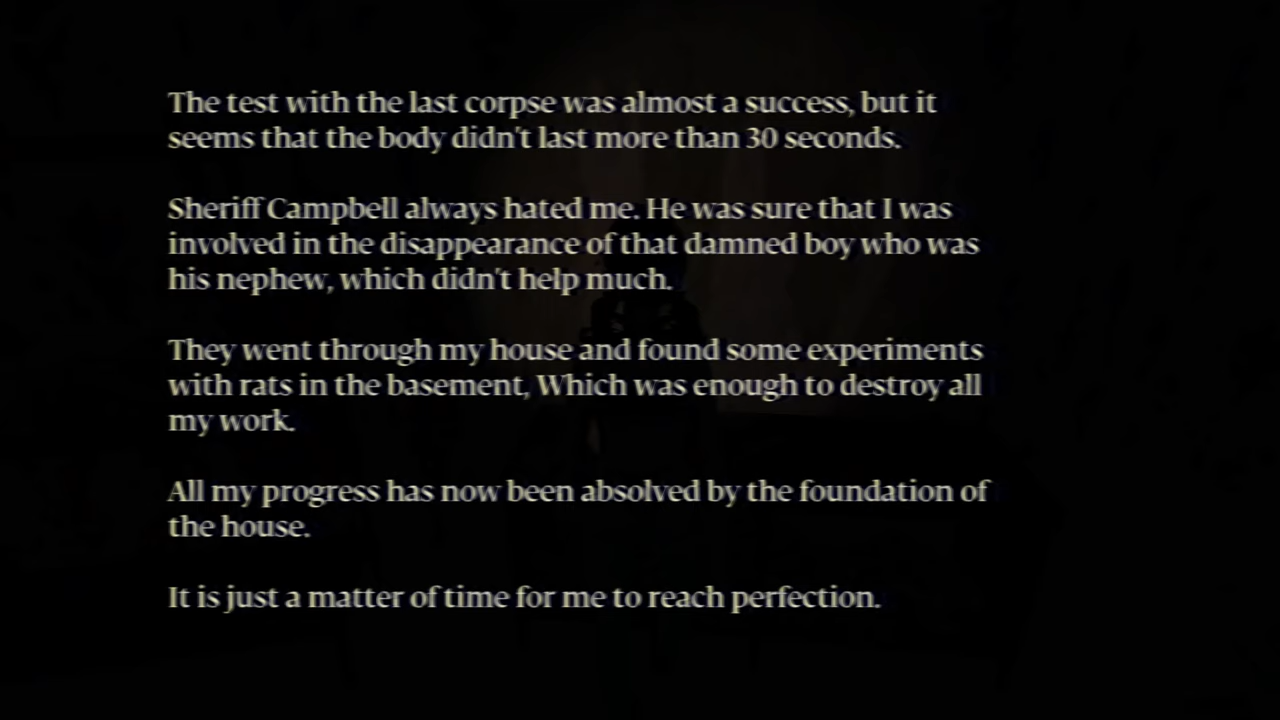 The test with the last corpse was almost a success, but it
seems that the body didn't last more than 30 seconds.
Sheriff Campbell always hated me. He was sure that I was
involved in the disappearance of that damned boy who was
his nephew, which didn't help much.
They went through my house and found some experiments
with rats in the basement, Which was enough to destroy all
my work.
All my progress has now been absolved by the foundation of
the house.
It is just a matter of time for me to reach perfection.